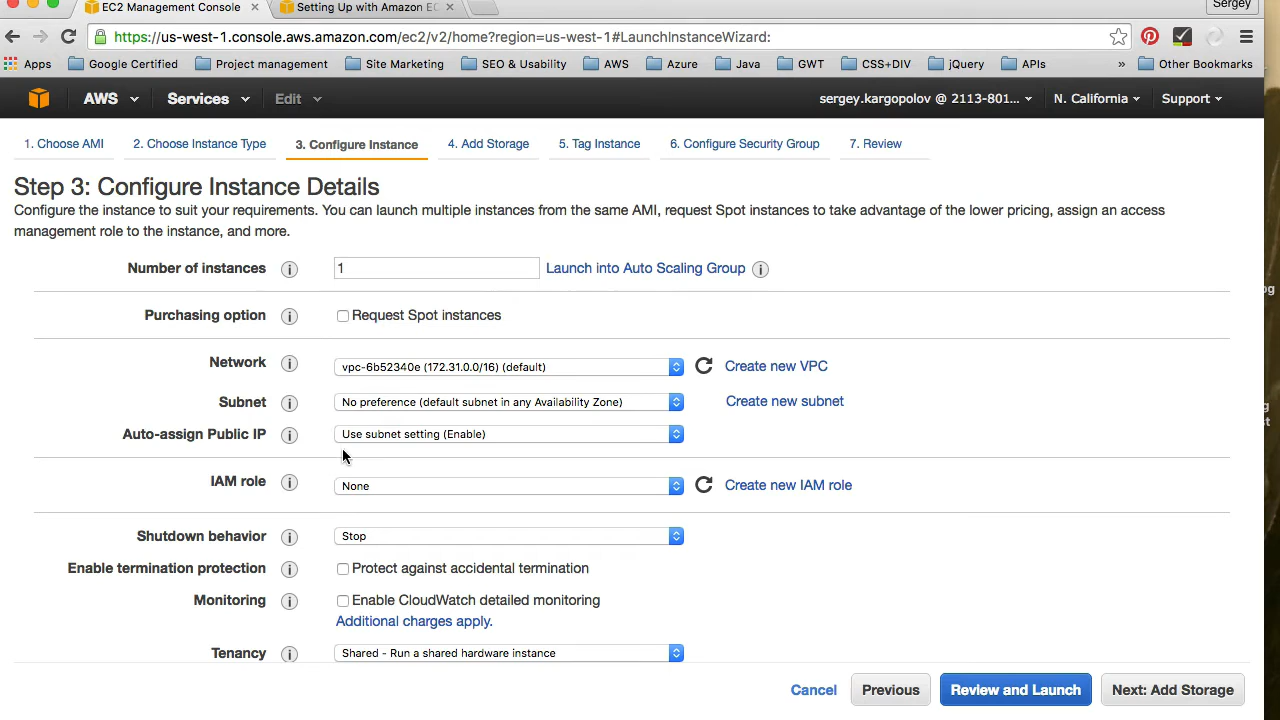 EC2 Management Console
Setting Up with Amazon EC
Sergey
https://us-west-1.console.aws.amazon.com/ec2/v2/home?region=us-west-1#LaunchInstanceWizard:
Apps Google Certified Project management Site Marketing SEO & Usability AWS Azure Java GWT CSS+DIV jQuery APIs » Other Bookmarks
AWS Services Edit sergey.kargopolov @ 2113-801... N. California Support
1. Choose AMI 2. Choose Instance Type 3. Configure Instance 4. Add Storage 5. Tag Instance 6. Configure Security Group 7. Review
Step 3: Configure Instance Details
Configure the instance to suit your requirements. You can launch multiple instances from the same AMI, request Spot instances to take advantage of the lower pricing, assign an access
management role to the instance, and more.
Number of instances 1 Launch into Auto Scaling Group
Purchasing option Request Spot instances
Network vpc-6b52340e (172.31.0.0/16) (default) Create new VPC
Subnet No preference (default subnet in any Availability Zone) Create new subnet
Auto-assign Public IP Use subnet setting (Enable)
IAM role None Create new IAM role
Shutdown behavior Stop
Enable termination protection Protect against accidental termination
Monitoring Enable CloudWatch detailed monitoring
Additional charges apply.
Tenancy Shared - Run a shared hardware instance
Cancel Previous Review and Launch Next: Add Storage